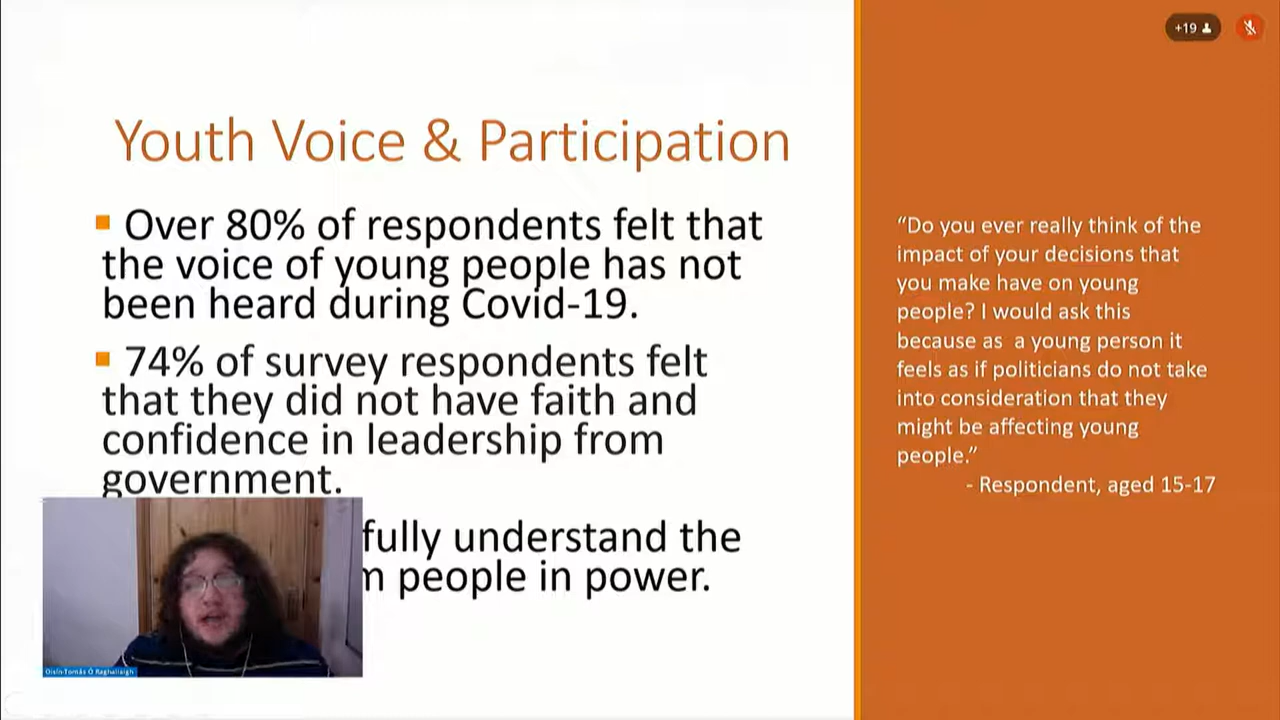 +19
Youth Voice & Participation
Over 80% of respondents felt that
the voice of young people has not
been heard during Covid-19.
74% of survey respondents felt
that they did not have faith and
confidence in leadership from
government.
fully understand the
people in power.
“Do you ever really think of the
impact of your decisions that
you make have on young
people? I would ask this
because as a young person it
feels as if politicians do not take
into consideration that they
might be affecting young
people.”
- Respondent, aged 15-17
Oisín-Tomás Ó Raghallaigh